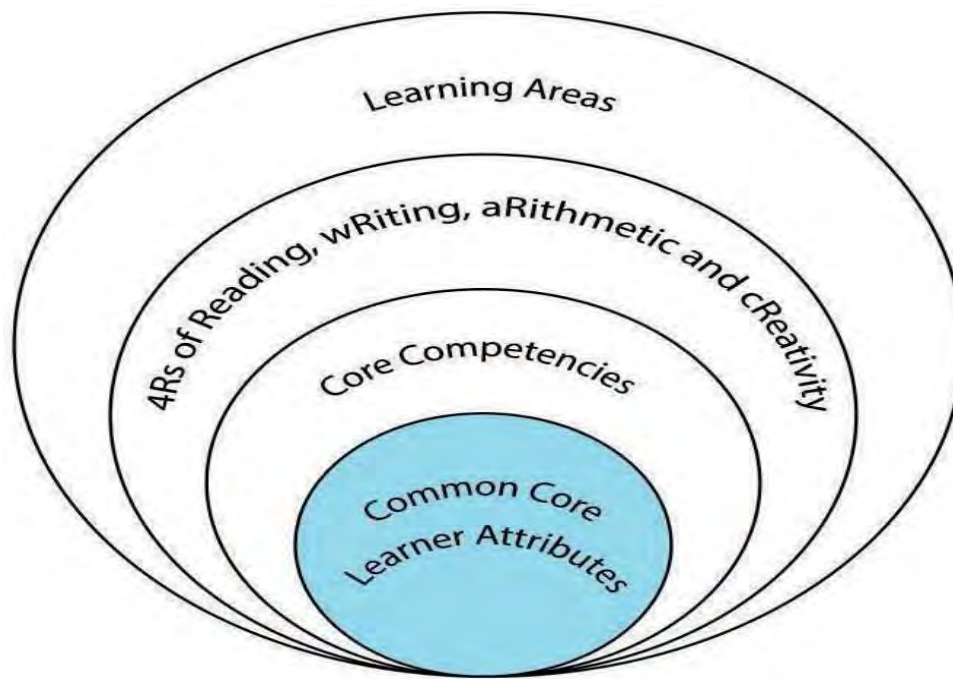 Learning Areas
4Rs of Reading, wRiting, aRithmetic and cReativity
Core Competencies
Common Core
Learner Attributes